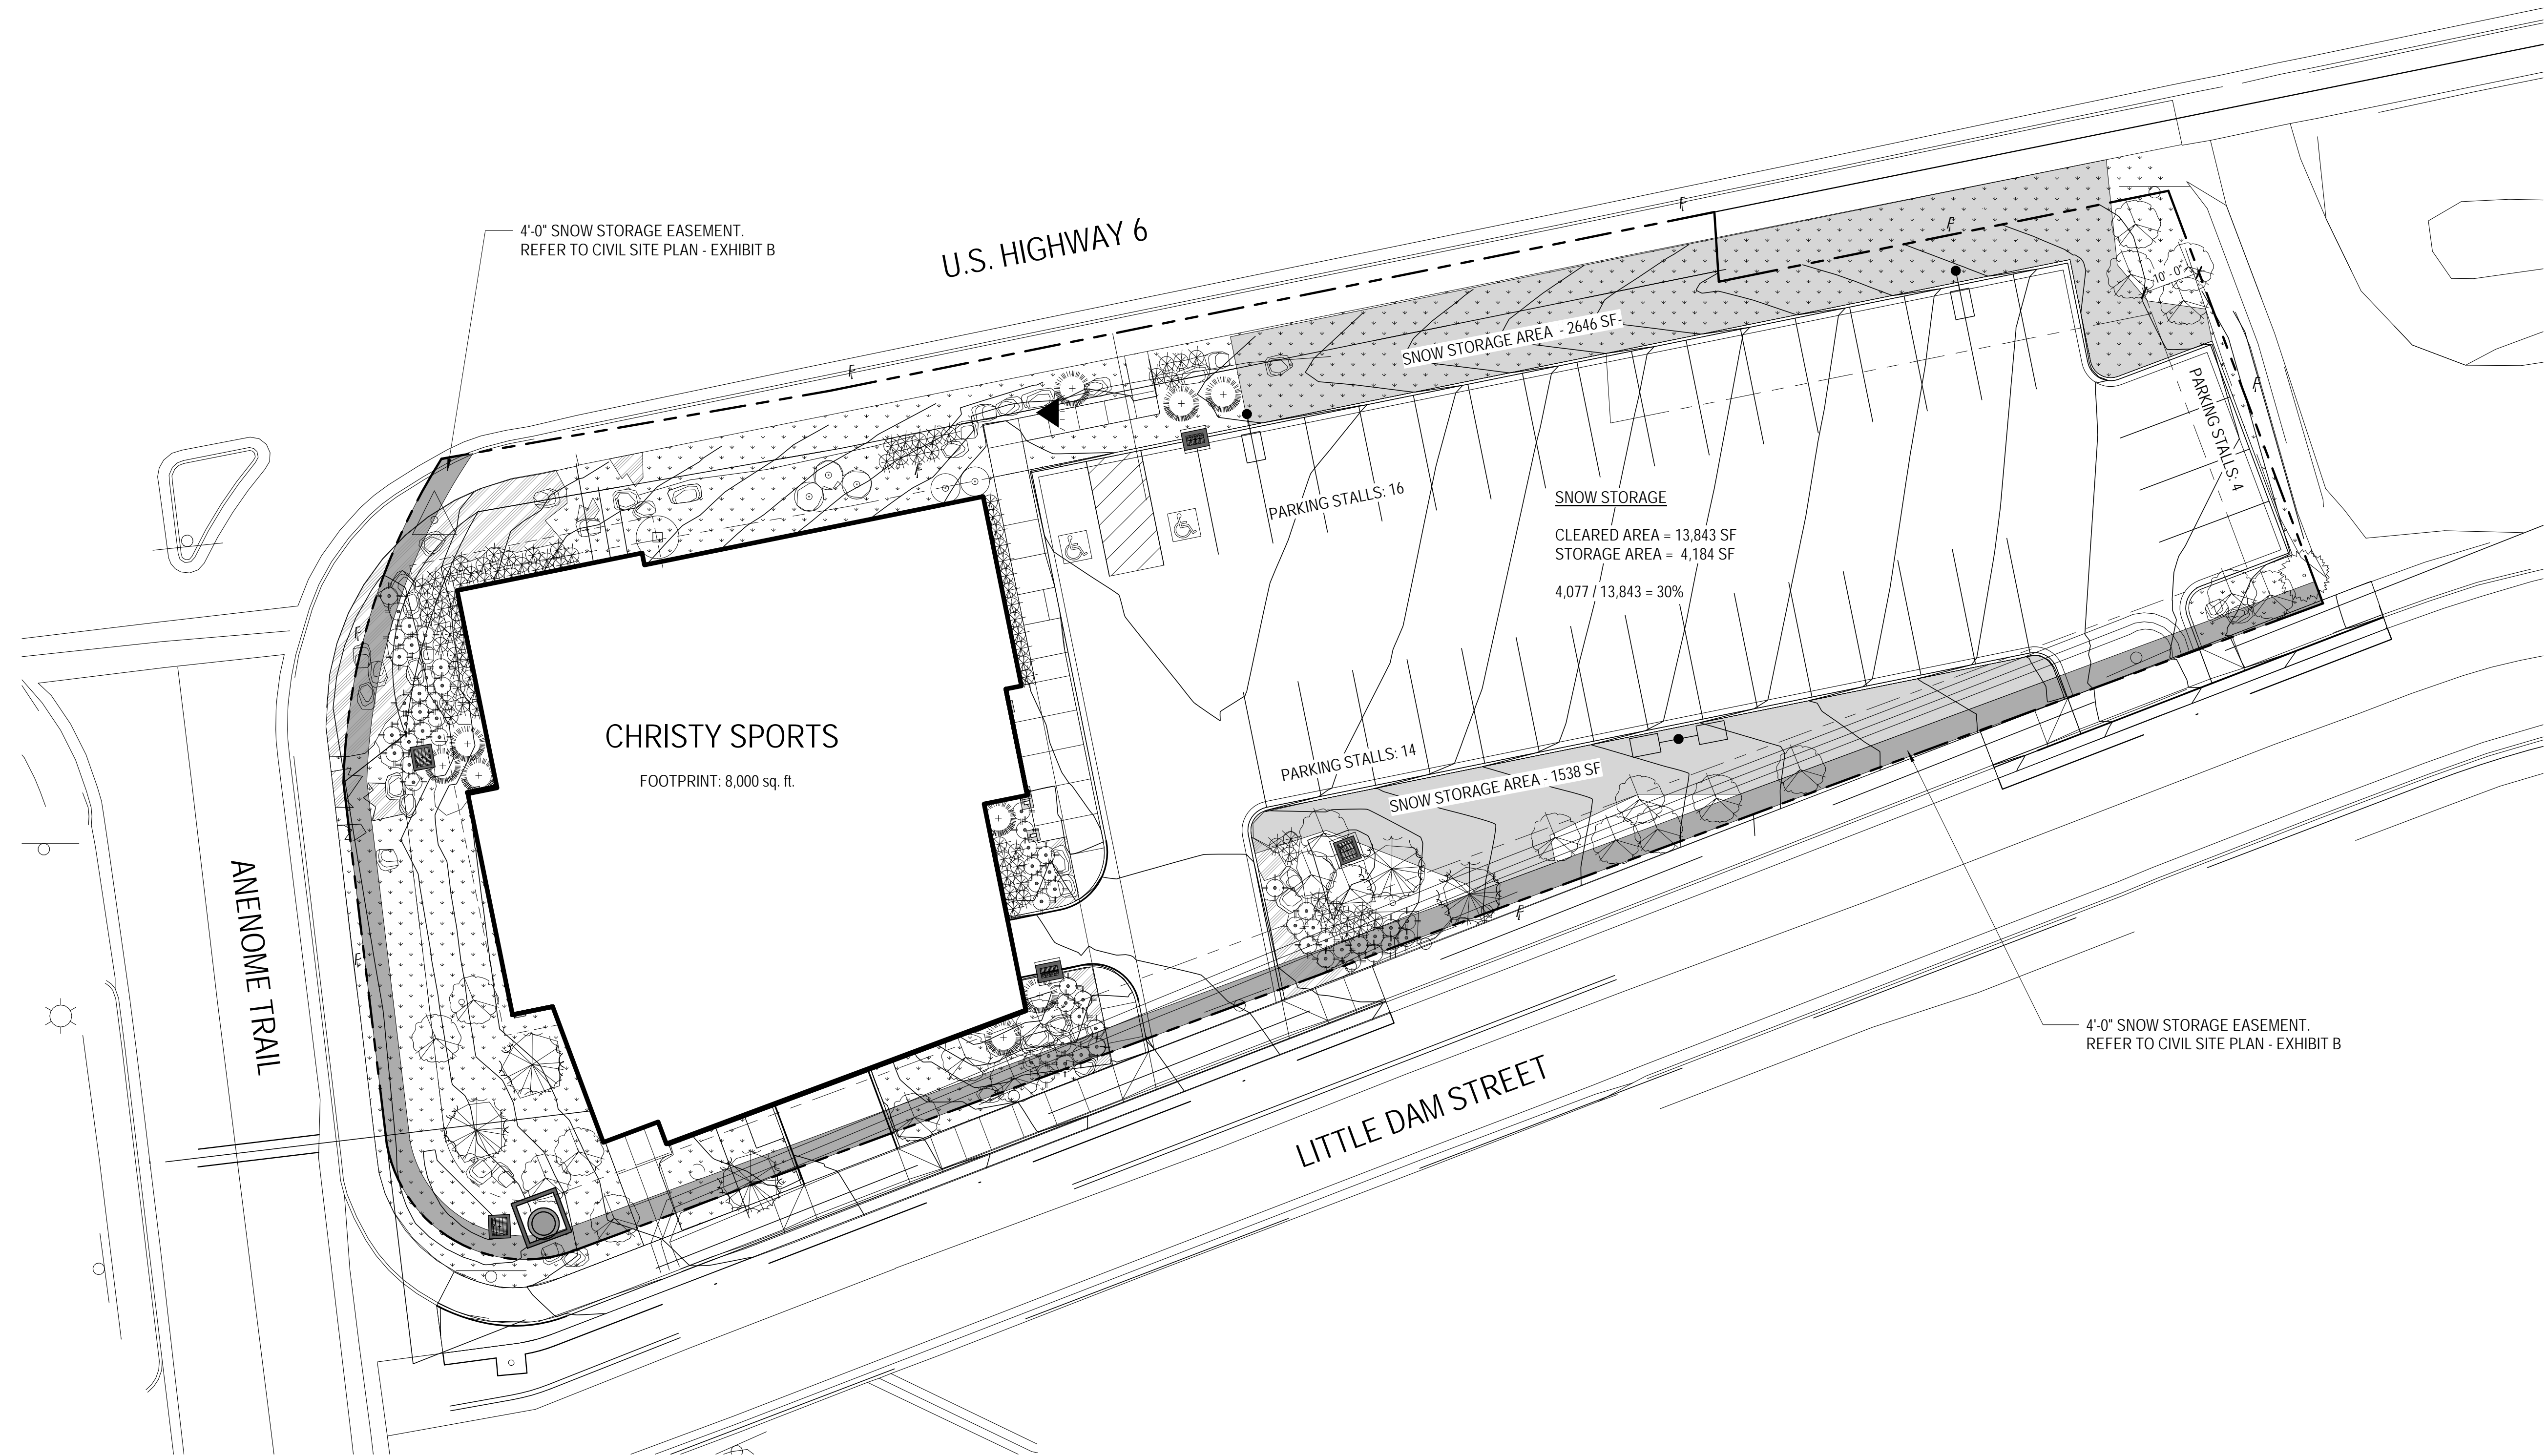 4'-0" SNOW STORAGE EASEMENT.
REFER TO CIVIL SITE PLAN - EXHIBIT B
U.S. HIGHWAY 6
10' - 0"
SNOW STORAGE AREA - 2646 SF
PARKING STALLS: 4
PARKING STALLS: 16
SNOW STORAGE
CLEARED AREA = 13,843 SF
STORAGE AREA = 4,184 SF
4,077 / 13,843 = 30%
CHRISTY SPORTS
FOOTPRINT: 8,000 sq. ft.
PARKING STALLS: 14
SNOW STORAGE AREA - 1538 SF
ANENOME TRAIL
4'-0" SNOW STORAGE EASEMENT.
REFER TO CIVIL SITE PLAN - EXHIBIT B
LITTLE DAM STREET